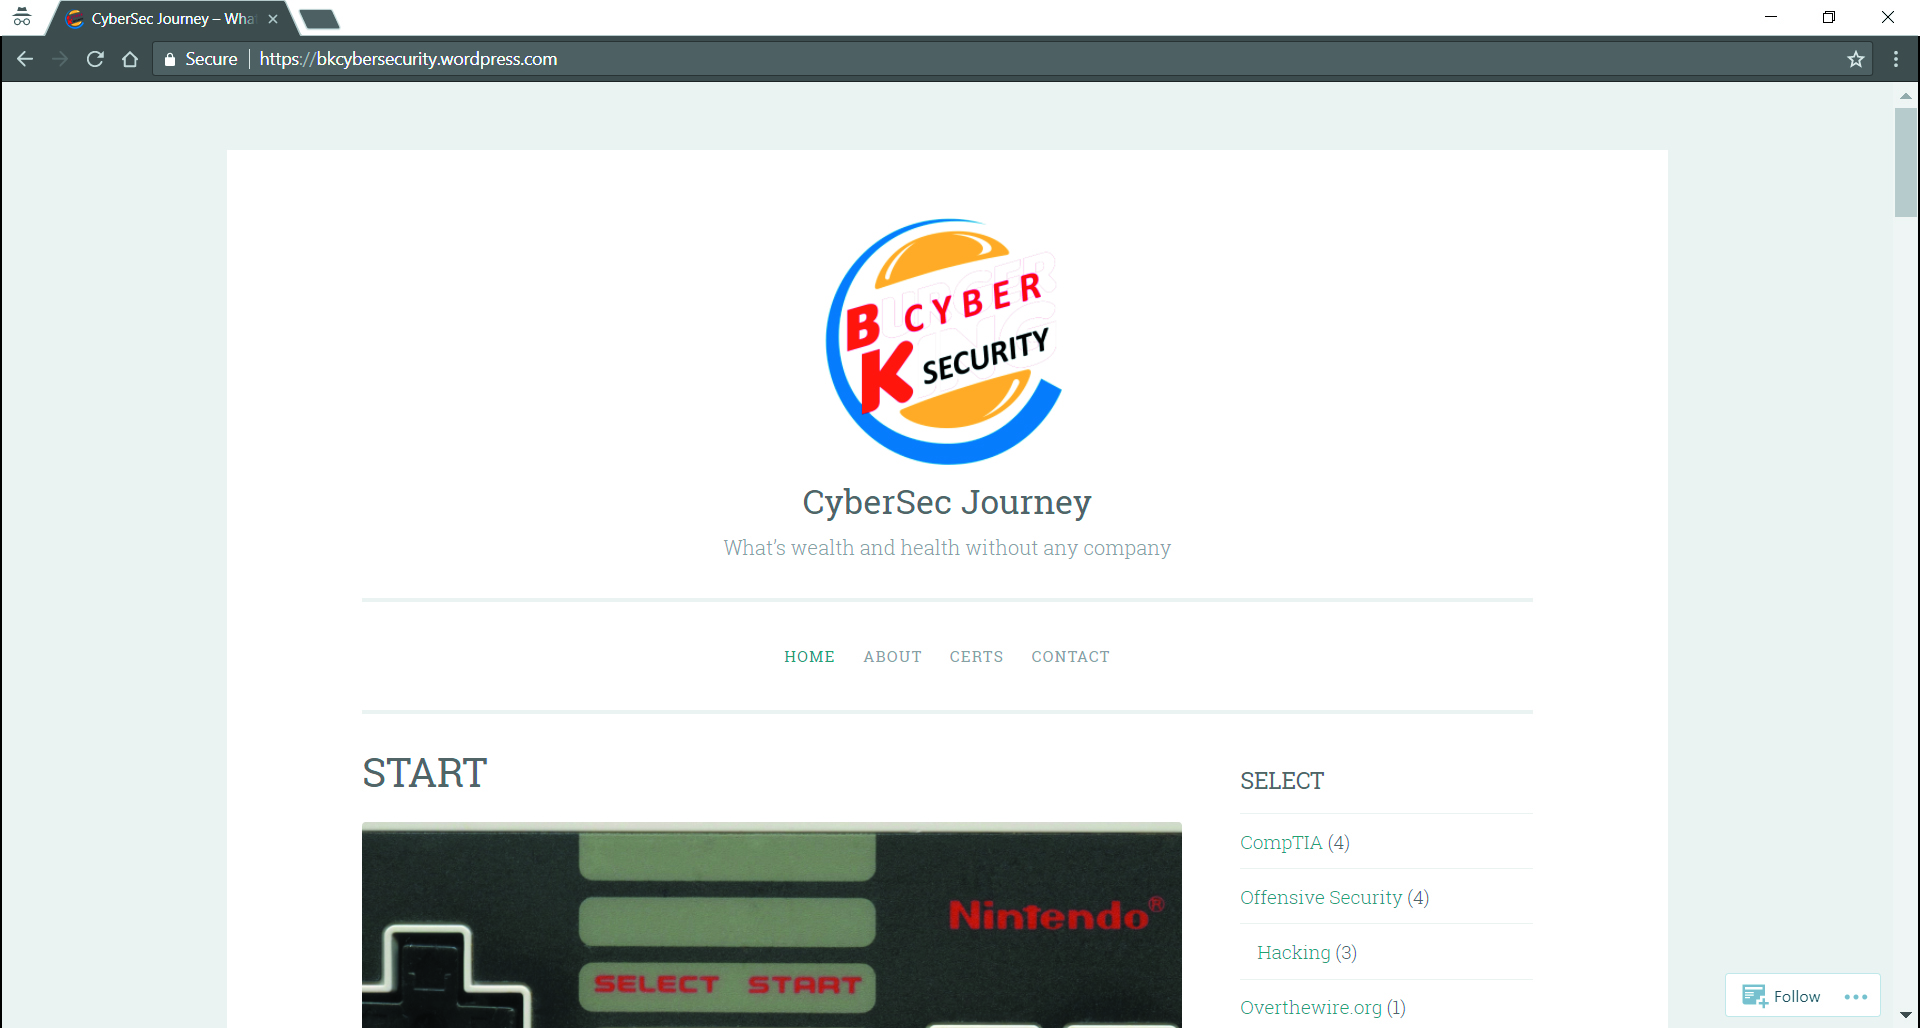 CyberSec Journey – Wha
Secure
https://bkcybersecurity.wordpress.com
B CYBER
K SECURITY
CyberSec Journey
What's wealth and health without any company
HOME ABOUT CERTS CONTACT
START
SELECT
CompTIA (4)
Offensive Security (4)
Hacking (3)
Overthewire.org (1)
Nintendo®
SELECT START
Follow